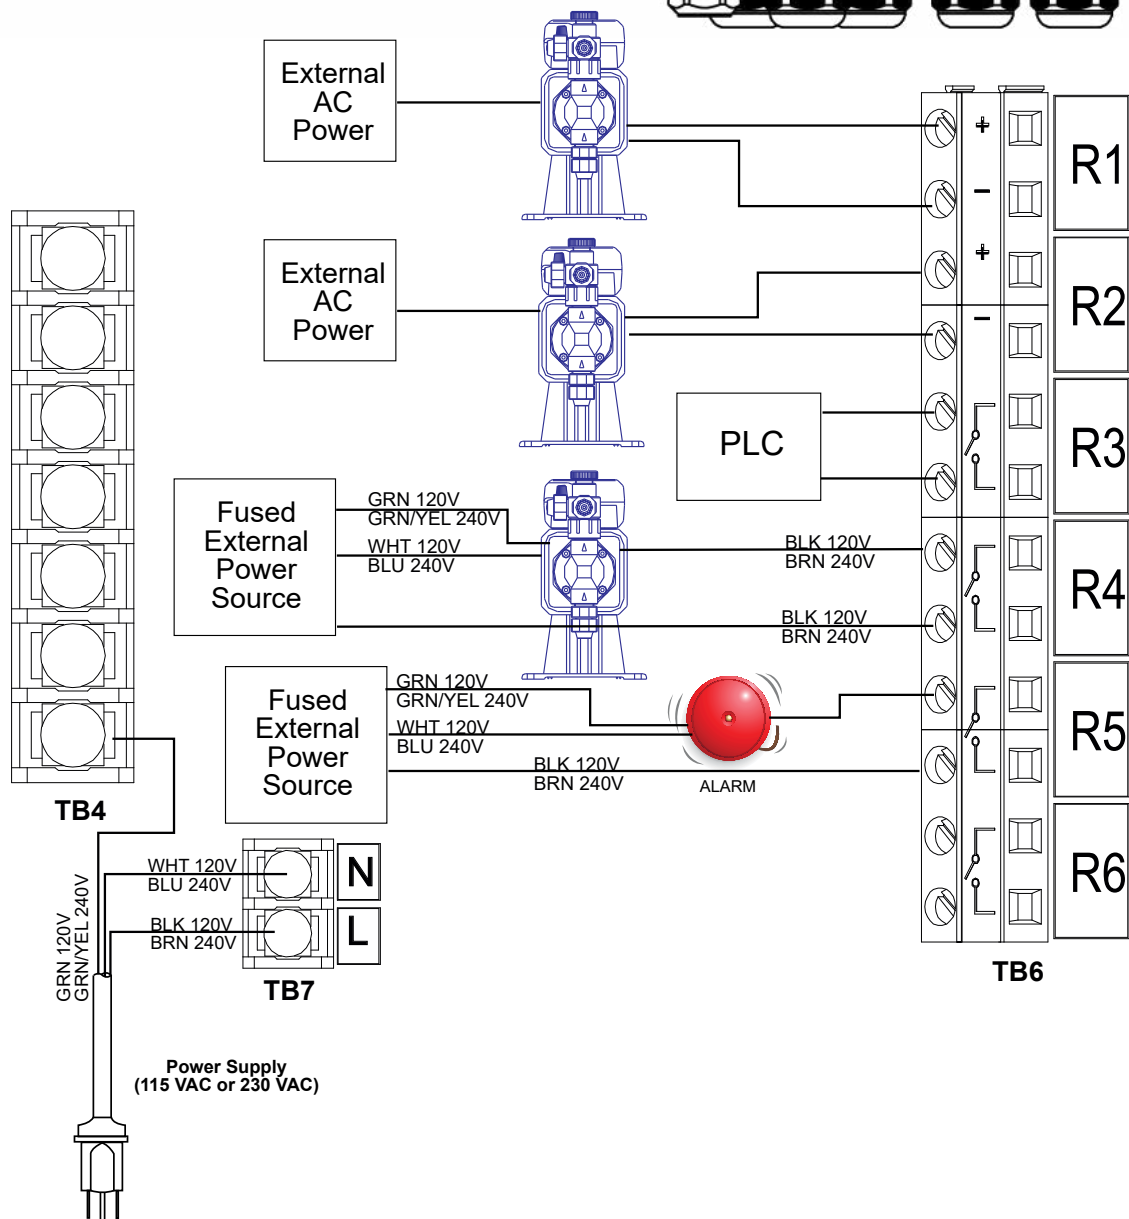 External
AC
Power
+
−
R1
External
AC
Power
+
−
R2
PLC
R3
Fused
External
Power
Source
GRN 120V
GRN/YEL 240V
WHT 120V
BLU 240V
BLK 120V
BRN 240V
BLK 120V
BRN 240V
R4
Fused
External
Power
Source
GRN 120V
GRN/YEL 240V
WHT 120V
BLU 240V
BLK 120V
BRN 240V
ALARM
R5
TB4
R6
TB6
WHT 120V
BLU 240V
N
BLK 120V
BRN 240V
L
TB7
GRN 120V
GRN/YEL 240V
Power Supply
(115 VAC or 230 VAC)